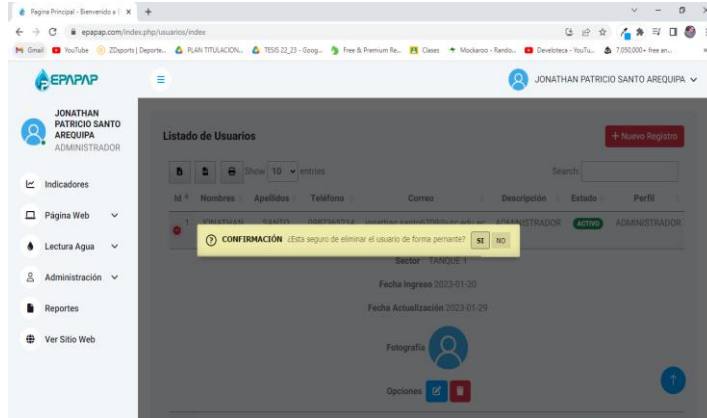 Pagina Principal - Bienvenido a l
epapap.com/index.php/usuarios/index
Gmail YouTube ZDsports | Deporte... PLAN TITULACION... TESIS 22_23 - Goog... Free & Premium Re... Clases Mockaroo - Rando... Develoteca - YouTu... 7,050,000+ free an...
EPAPAP
JONATHAN PATRICIO SANTO AREQUIPA
JONATHAN
PATRICIO SANTO
AREQUIPA
ADMINISTRADOR
Indicadores
Página Web
Lectura Agua
Administración
Reportes
Ver Sitio Web
Listado de Usuarios
+ Nuevo Registro
Show 10 entries
Search:
Id Nombres Apellidos Teléfono Correo Descripción Estado Perfil
1 JONATHAN SANTO ADMINISTRADOR ACTIVO ADMINISTRADOR
CONFIRMACIÓN ¿Esta seguro de eliminar el usuario de forma pernante? SI NO
Sector TANQUE 1
Fecha Ingreso 2023-01-20
Fecha Actualización 2023-01-29
Fotografía
Opciones